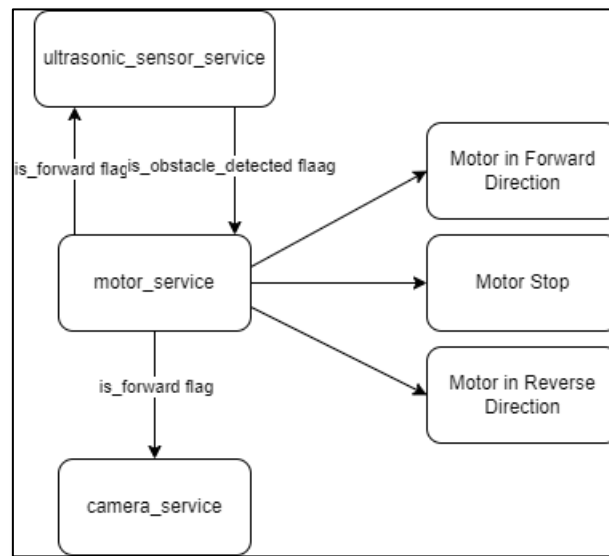 ultrasonic_sensor_service
is_forward flag
is_obstacle_detected flaag
Motor in Forward
Direction
motor_service
Motor Stop
is_forward flag
Motor in Reverse
Direction
camera_service